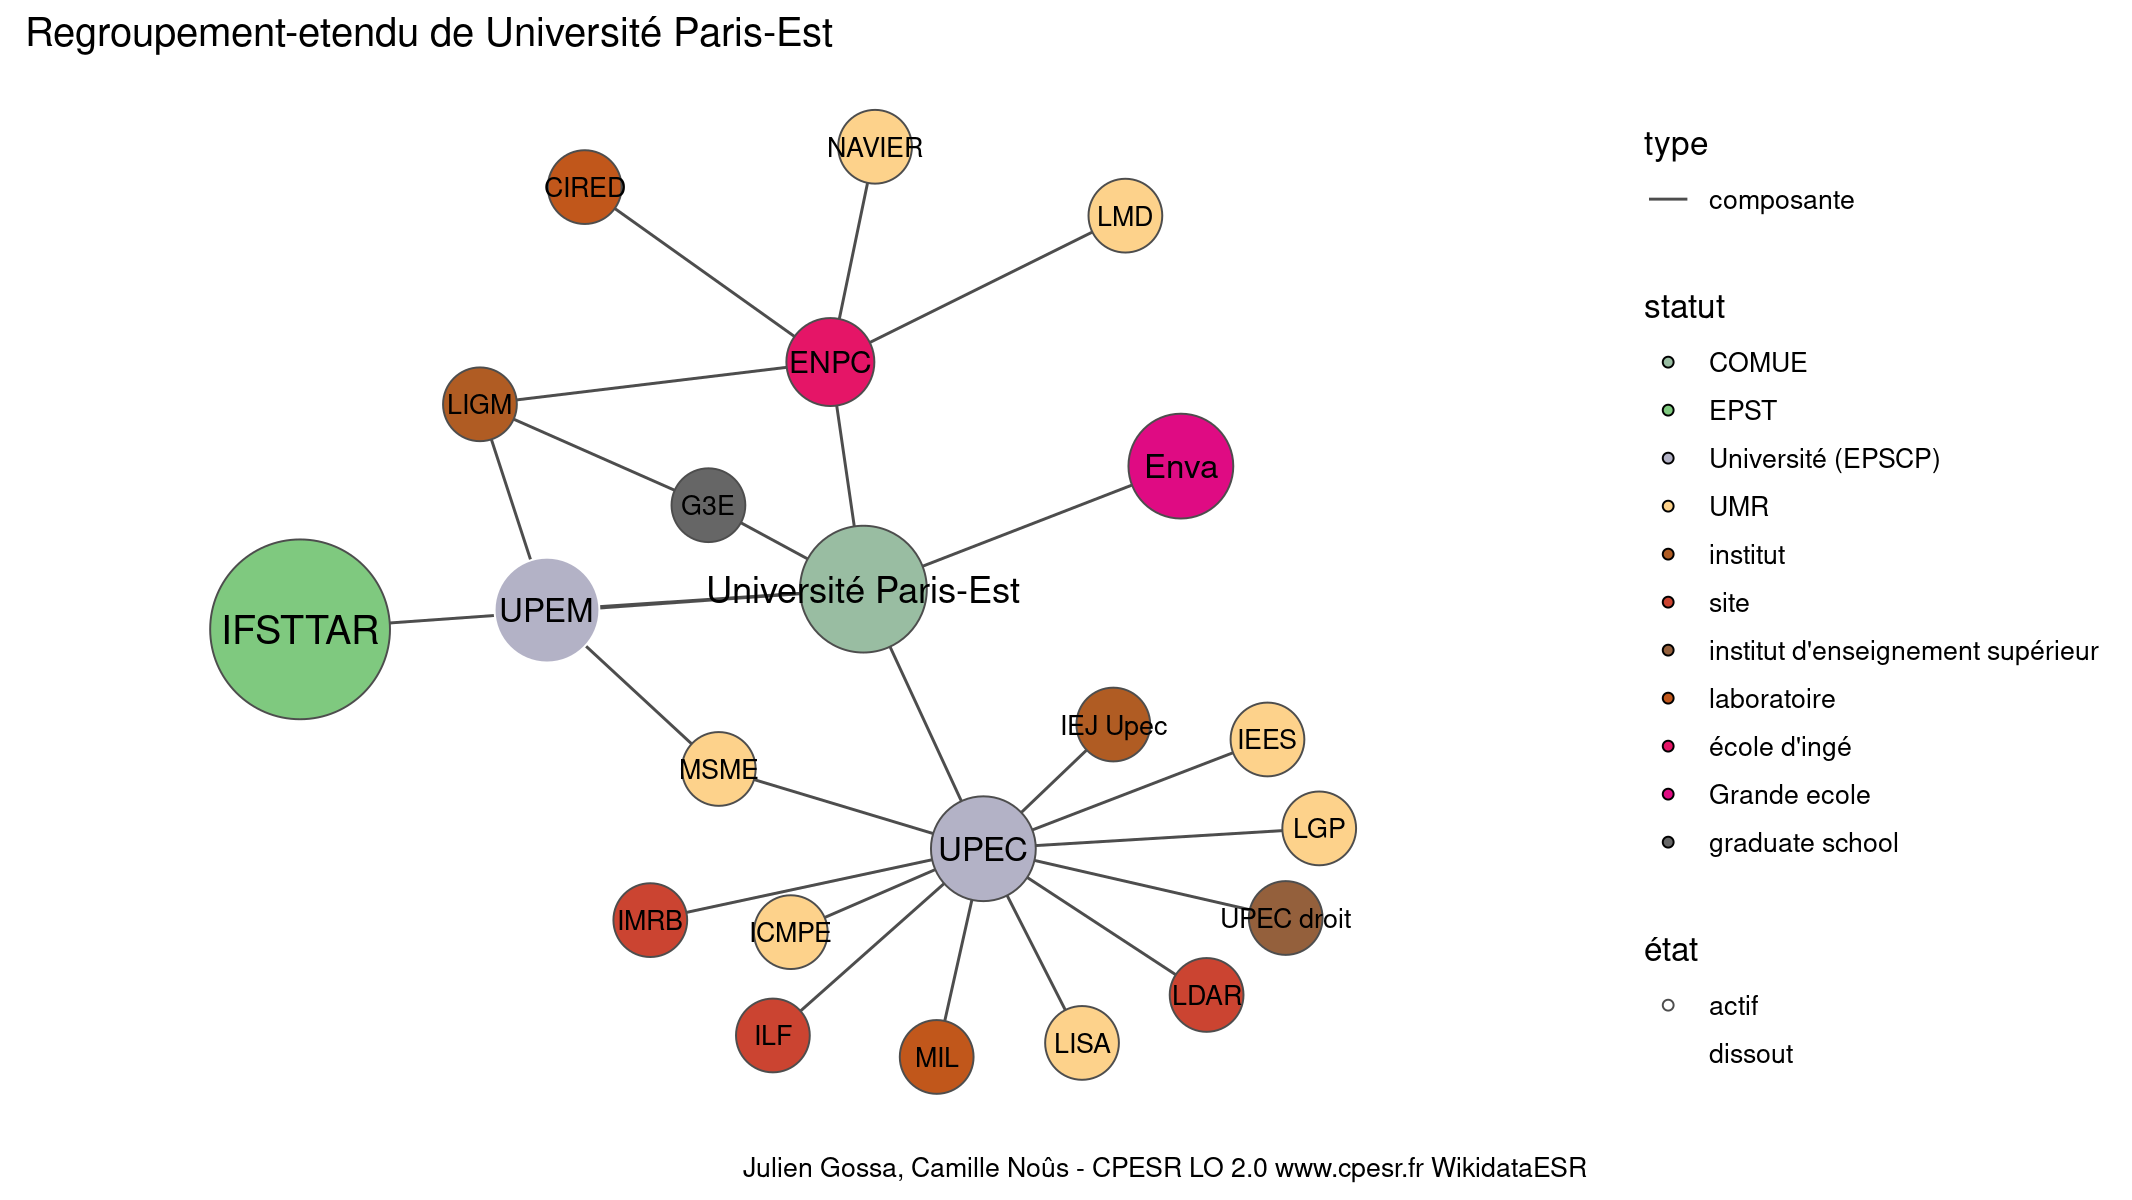 Regroupement-etendu de Université Paris-Est
NAVIER
CIRED
LMD
ENPC
LIGM
Enva
G3E
Université Paris-Est
UPEM
IFSTTAR
IEJ Upec
IEES
MSME
LGP
UPEC
UPEC droit
IMRB
ICMPE
LDAR
ILF
LISA
MIL
type
composante
statut
COMUE
EPST
Université (EPSCP)
UMR
institut
site
institut d'enseignement supérieur
laboratoire
école d'ingé
Grande ecole
graduate school
état
actif
dissout
Julien Gossa, Camille Noûs - CPESR LO 2.0 www.cpesr.fr WikidataESR